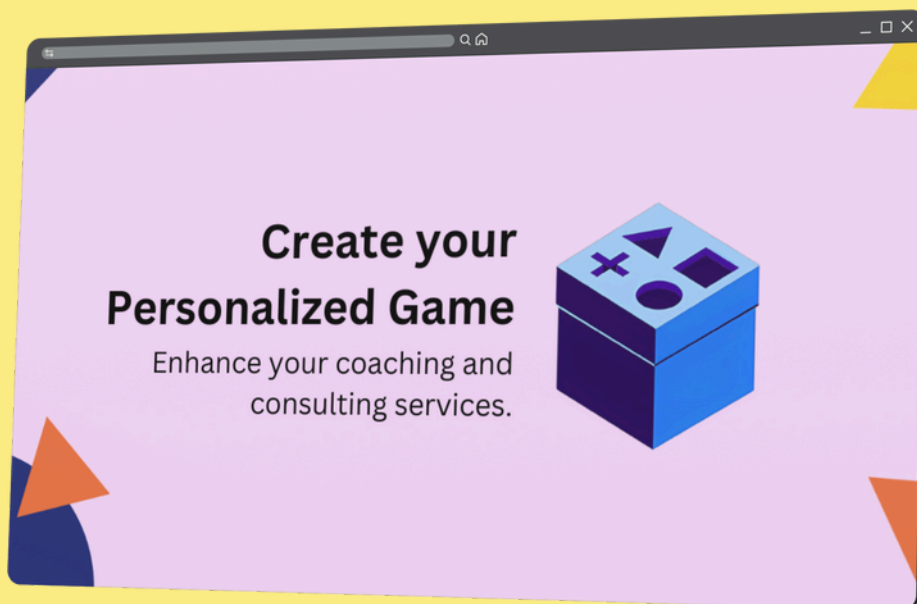 Create your
Personalized Game
Enhance your coaching and
consulting services.